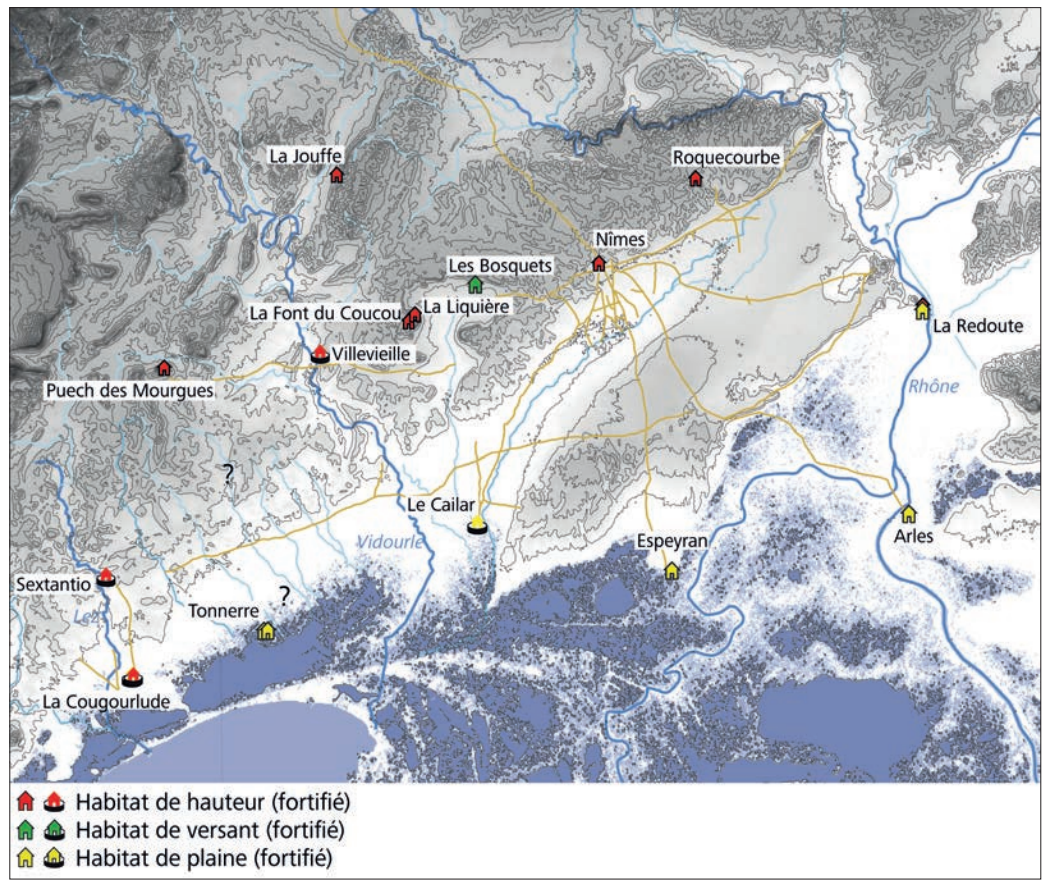 La Jouffe
Roquecourbe
Nîmes
Les Bosquets
La Font du Coucou
La Liquière
La Redoute
Villevieille
Puech des Mourgues
Rhône
?
Le Cailar
Vidourle
Arles
Espeyran
Sextantio
?
Tonnerre
Lez
La Cougourlude
Habitat de hauteur (fortifié)
Habitat de versant (fortifié)
Habitat de plaine (fortifié)